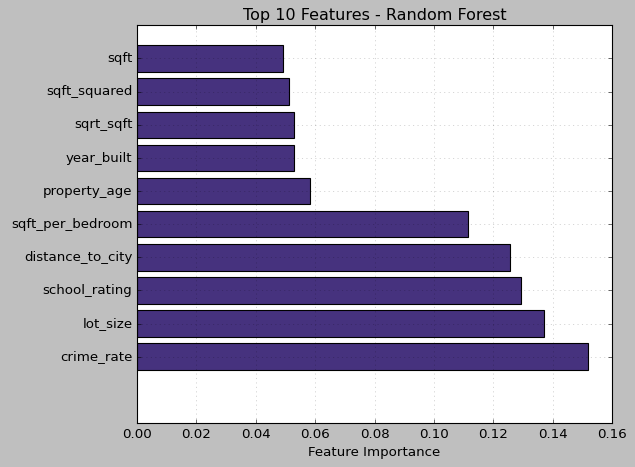 Top 10 Features - Random Forest
sqft
sqft_squared
sqrt_sqft
year_built
property_age
sqft_per_bedroom
distance_to_city
school_rating
lot_size
crime_rate
0.00 0.02 0.04 0.06 0.08 0.10 0.12 0.14 0.16
Feature Importance